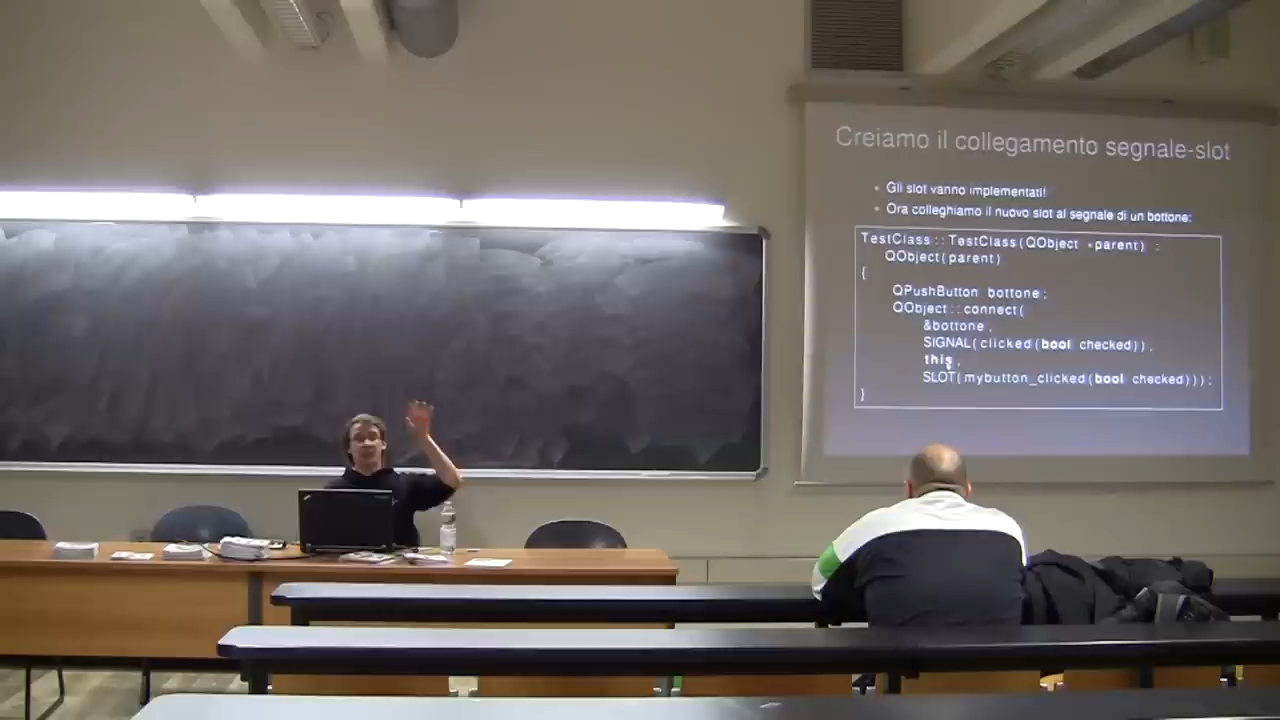 Creiamo il collegamento segnale-slot
Gli slot vanno implementati!
Ora colleghiamo il nuovo slot al segnale di un bottone:
TestClass::TestClass(QObject *parent) :
QObject(parent)
{
QPushButton bottone;
QObject::connect(
&bottone,
SIGNAL(clicked(bool checked)),
this,
SLOT(mybutton_clicked(bool checked)));
}